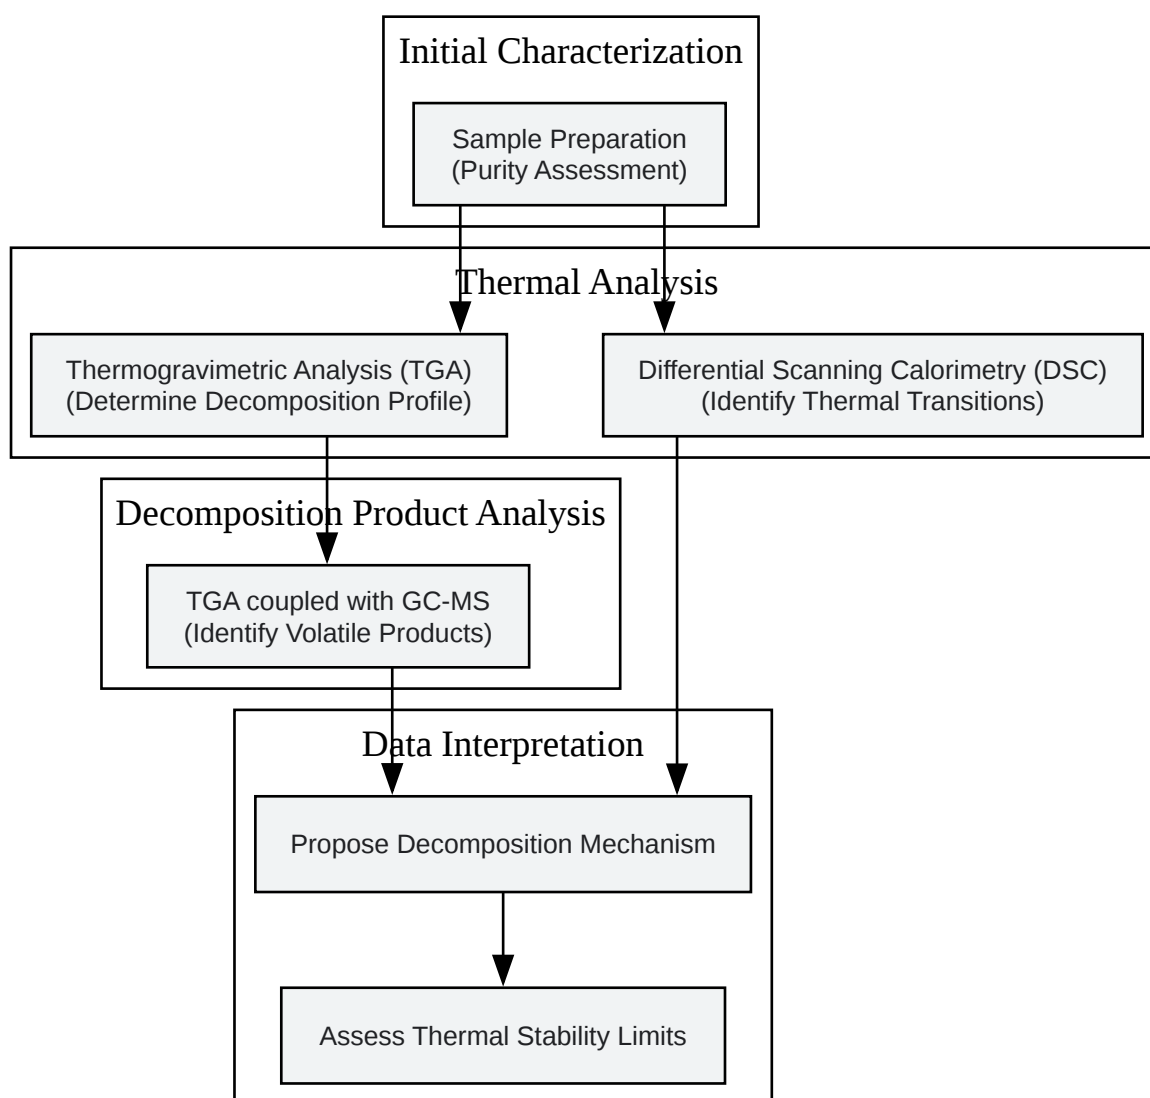 Initial Characterization
Sample Preparation
(Purity Assessment)
Thermal Analysis
Thermogravimetric Analysis (TGA)
(Determine Decomposition Profile)
Differential Scanning Calorimetry (DSC)
(Identify Thermal Transitions)
Decomposition Product Analysis
TGA coupled with GC-MS
(Identify Volatile Products)
Data Interpretation
Propose Decomposition Mechanism
Assess Thermal Stability Limits